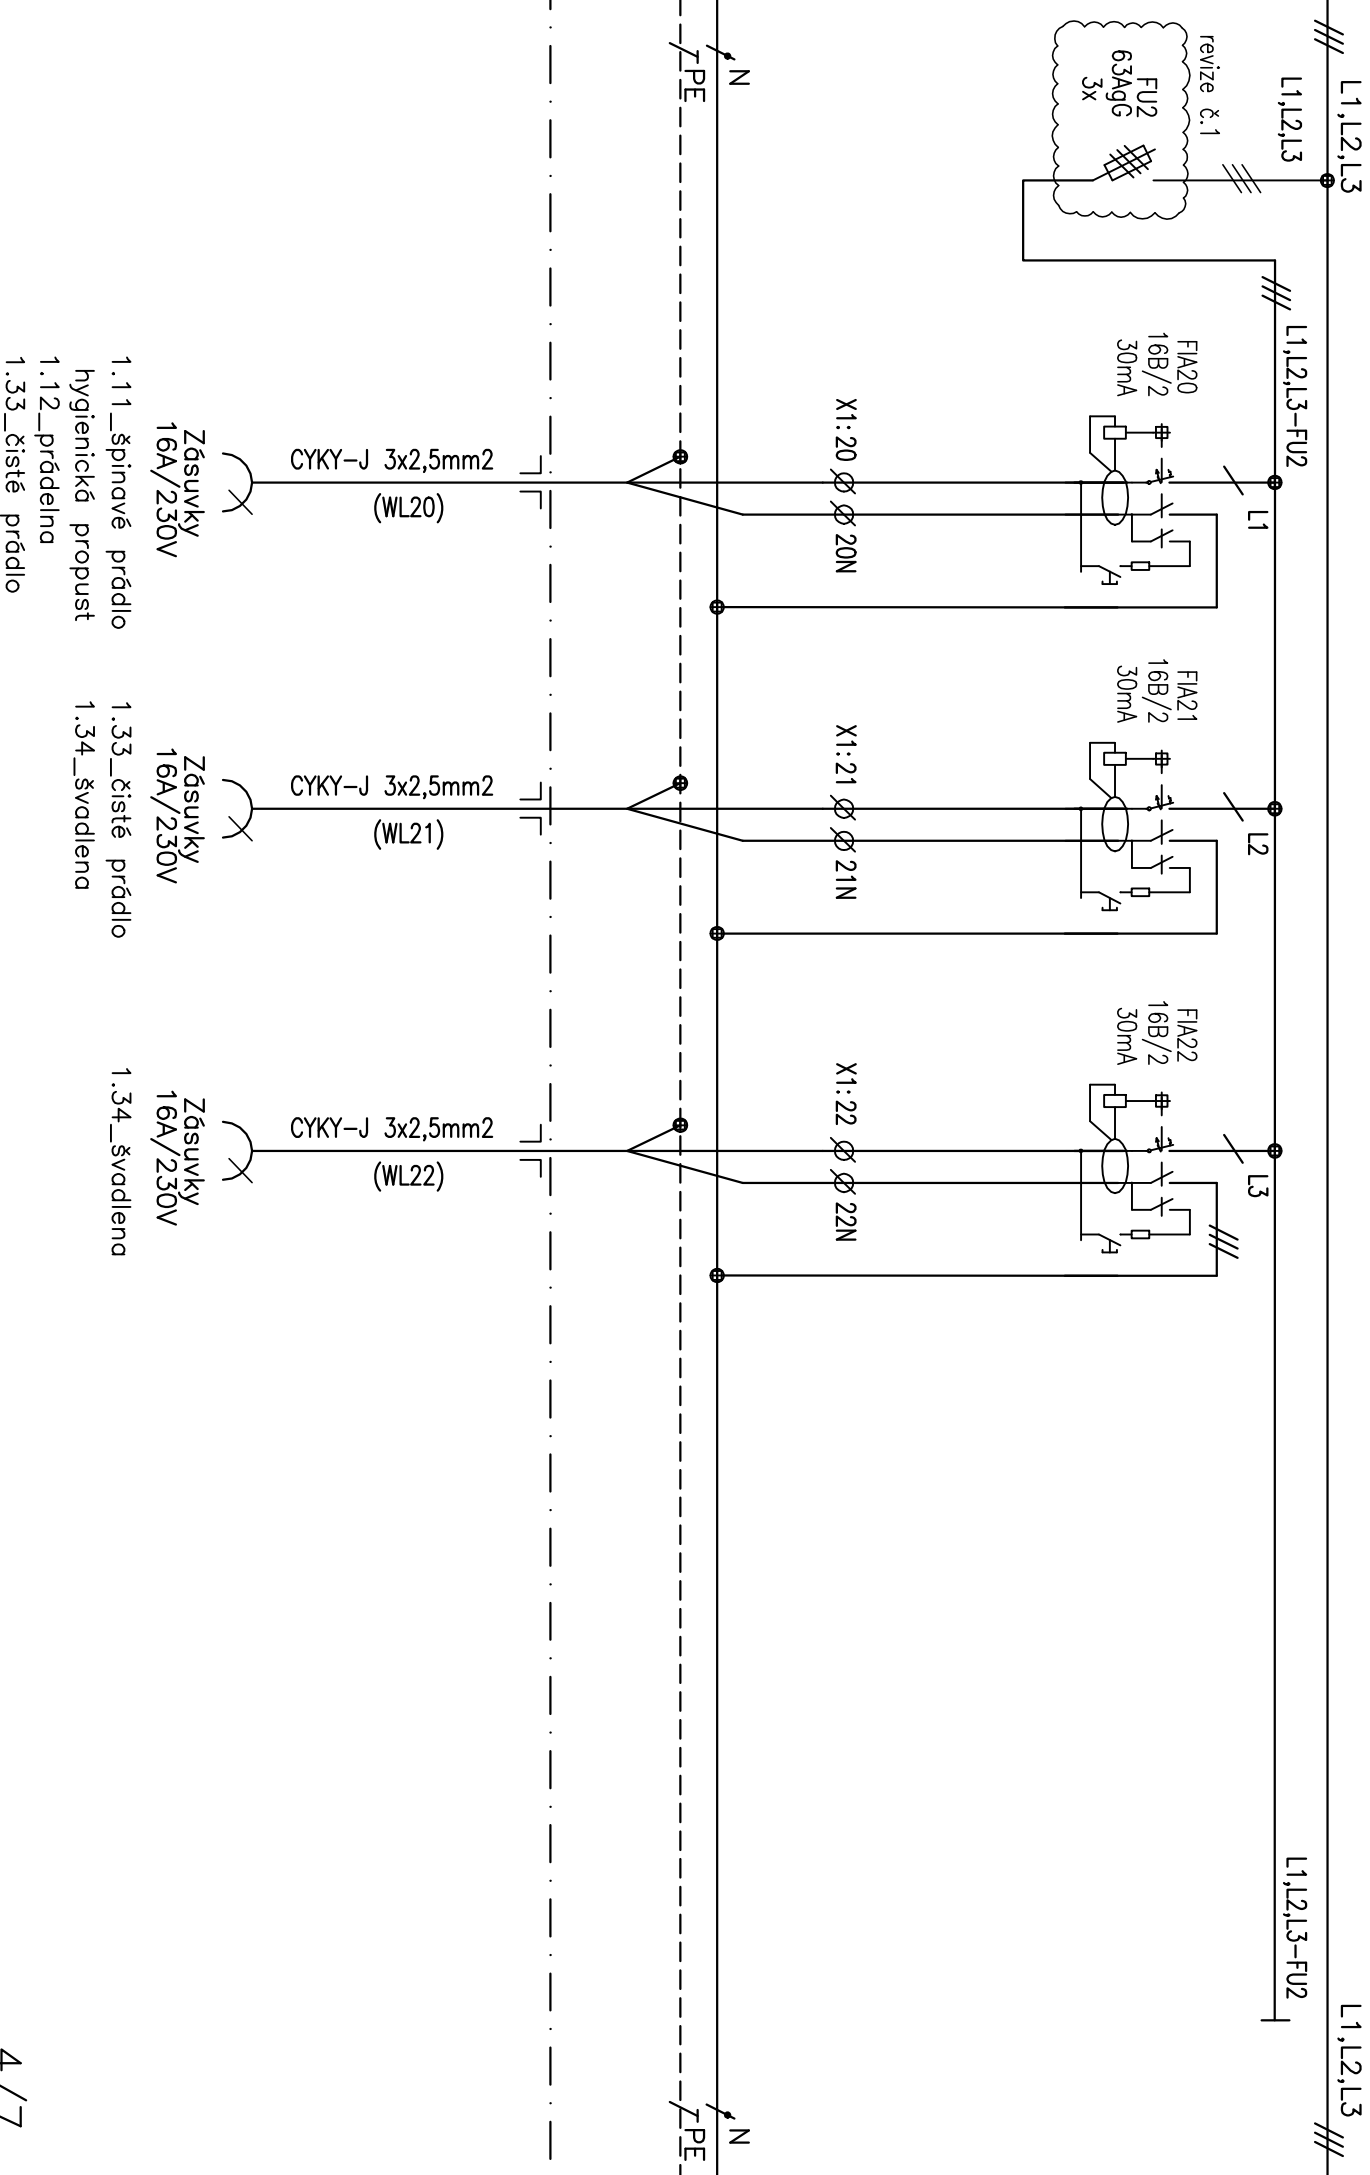 L1,L2,L3
L1,L2,L3
L1,L2,L3
revize č.1
FU2
63AgG
3x
L1,L2,L3-FU2
L1,L2,L3-FU2
FIA20
16B/2
30mA
L1
X1:20
20N
FIA21
16B/2
30mA
L2
X1:21
21N
FIA22
16B/2
30mA
L3
X1:22
22N
N
PE
N
PE
CYKY-J 3x2,5mm2
(WL20)
CYKY-J 3x2,5mm2
(WL21)
CYKY-J 3x2,5mm2
(WL22)
Zásuvky
16A/230V
1.11_špinavé prádlo
hygienická propust
1.12_prádelna
1.33_čisté prádlo
Zásuvky
16A/230V
1.33_čisté prádlo
1.34_švadlena
Zásuvky
16A/230V
1.34_švadlena
4/7